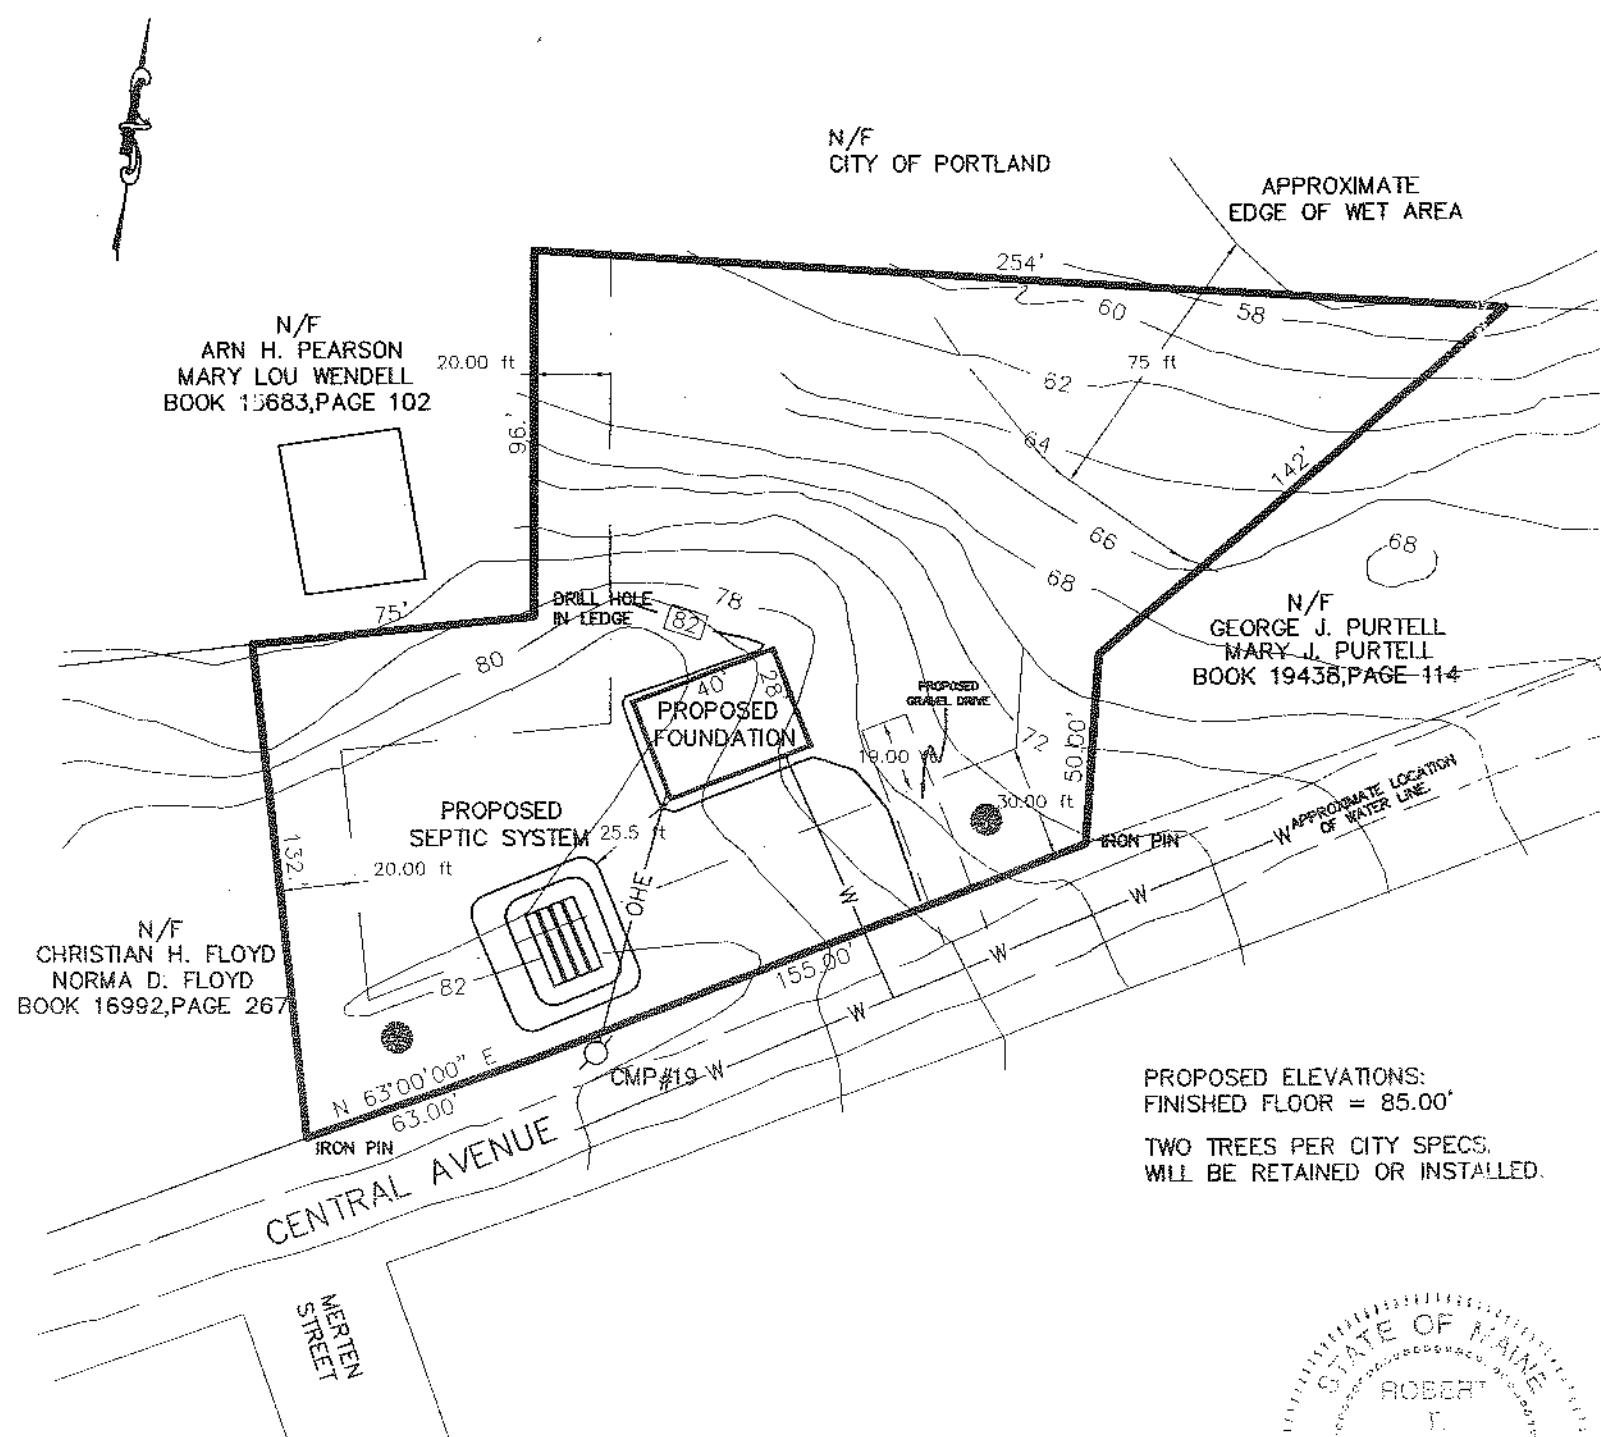 N/F
CITY OF PORTLAND
APPROXIMATE
EDGE OF WET AREA
254'
60
58
N/F
ARN H. PEARSON
MARY LOU WENDELL
BOOK 15683,PAGE 102
20.00 ft
75 ft
62
96.'
64
142'
66
68
68
75'
DRILL HOLE
IN LEDGE
82
78
N/F
GEORGE J. PURTELL
MARY J. PURTELL
BOOK 19438,PAGE 114
80
40'
28
PROPOSED
FOUNDATION
PROPOSED
GRAVEL DRIVE
72
50.00'
19.00
30.00 ft
PROPOSED
SEPTIC SYSTEM
25.5 ft
132.'
20.00 ft
OHE
W
IRON PIN
W
APPROXIMATE LOCATION
OF WATER LINE.
W
W
W
W
N/F
CHRISTIAN H. FLOYD
NORMA D. FLOYD
BOOK 16992,PAGE 267
82
155.00'
N 63°00'00" E
63.00'
CMP#19
IRON PIN
CENTRAL AVENUE
MERTEN
STREET
PROPOSED ELEVATIONS:
FINISHED FLOOR = 85.00'
TWO TREES PER CITY SPECS.
WILL BE RETAINED OR INSTALLED.
STATE OF MAINE
ROBERT